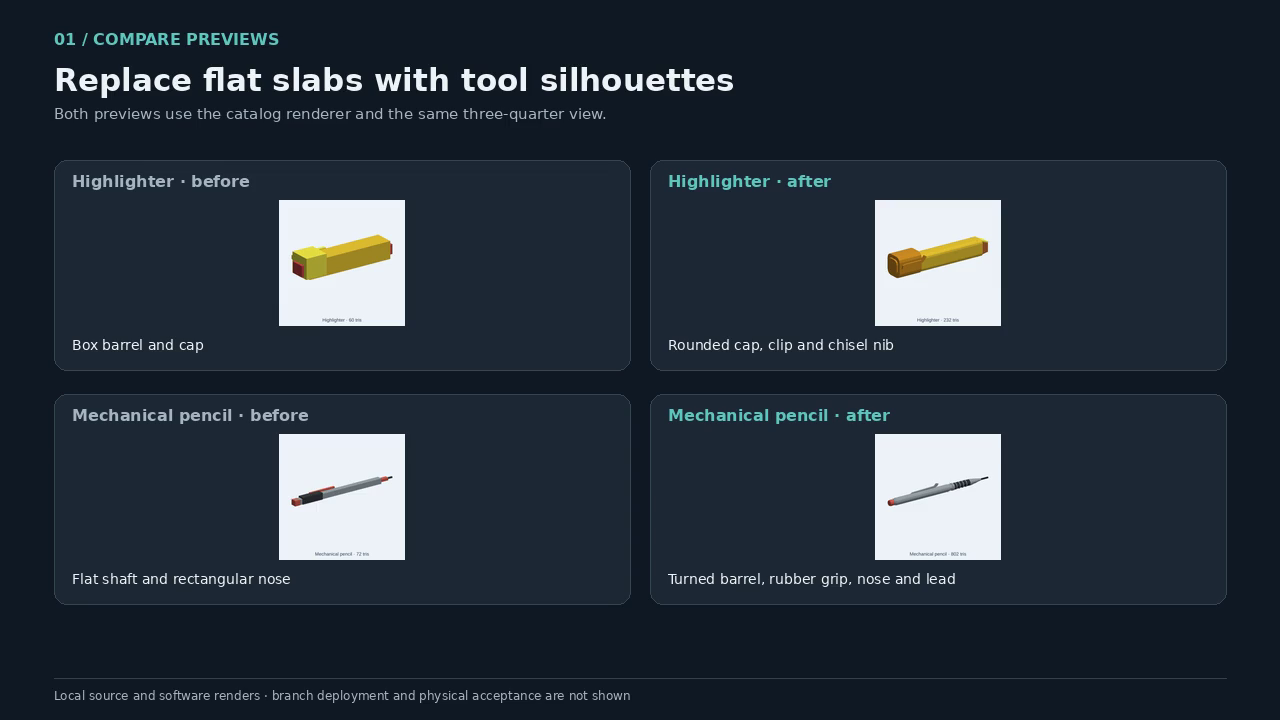 01 / COMPARE PREVIEWS
Replace flat slabs with tool silhouettes
Both previews use the catalog renderer and the same three-quarter view.
Highlighter · before
Highlighter · 60 tris
Box barrel and cap
Highlighter · after
Highlighter · 232 tris
Rounded cap, clip and chisel nib
Mechanical pencil · before
Mechanical pencil · 72 tris
Flat shaft and rectangular nose
Mechanical pencil · after
Mechanical pencil · 802 tris
Turned barrel, rubber grip, nose and lead
Local source and software renders · branch deployment and physical acceptance are not shown